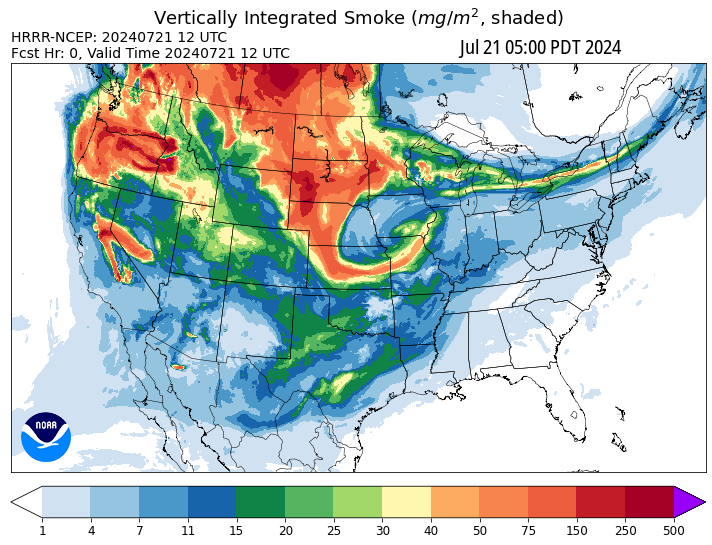 Vertically Integrated Smoke (mg/m², shaded)
HRRR-NCEP: 20240721 12 UTC
Fcst Hr: 0, Valid Time 20240721 12 UTC
Jul 21 05:00 PDT 2024
NOAA
1 4 7 11 15 20 25 30 40 50 75 150 250 500